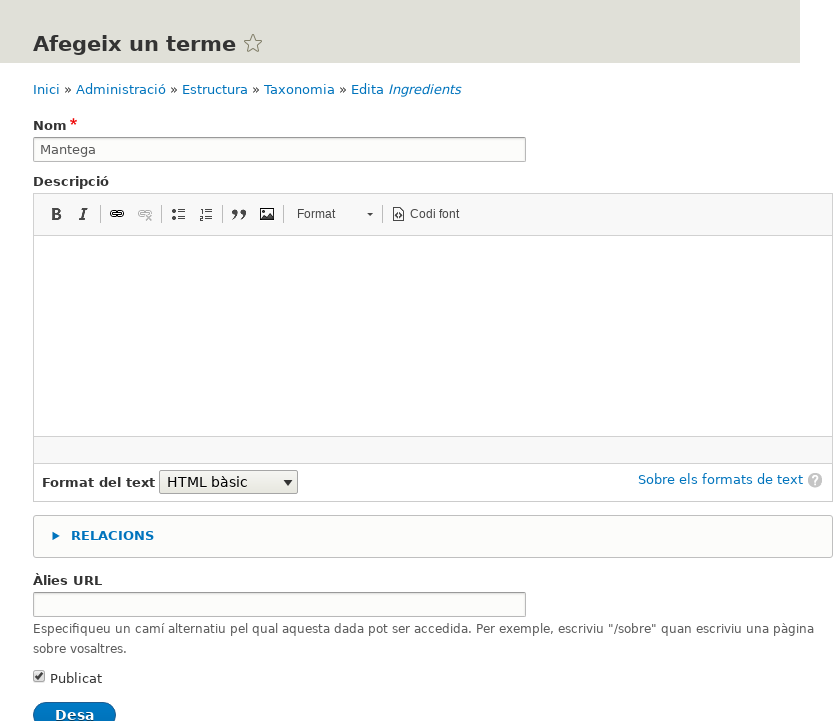 Afegeix un terme
Inici » Administració » Estructura » Taxonomia » Edita Ingredients
Nom*
Mantega
Descripció
B I Format Codi font
Format del text HTML bàsic Sobre els formats de text ?
RELACIONS
Àlies URL
Especifiqueu un camí alternatiu pel qual aquesta dada pot ser accedida. Per exemple, escriviu "/sobre" quan escriviu una pàgina
sobre vosaltres.
Publicat
Desa